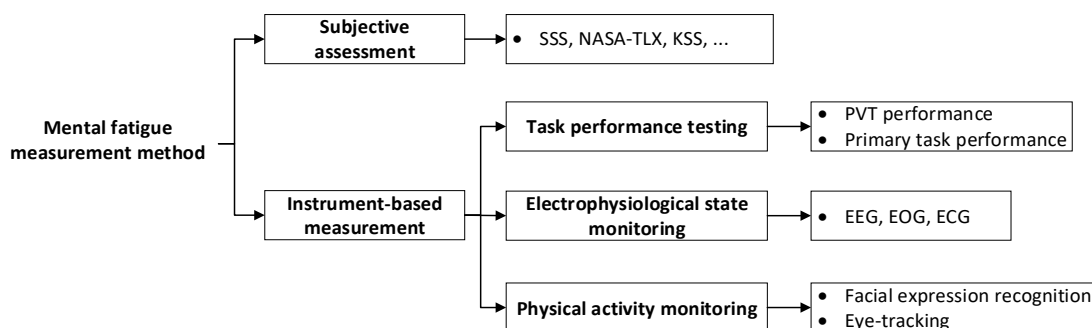 Subjective
assessment
• SSS, NASA-TLX, KSS, ...
Mental fatigue
measurement method
Task performance testing
• PVT performance
• Primary task performance
Instrument-based
measurement
Electrophysiological state
monitoring
• EEG, EOG, ECG
Physical activity monitoring
• Facial expression recognition
• Eye-tracking